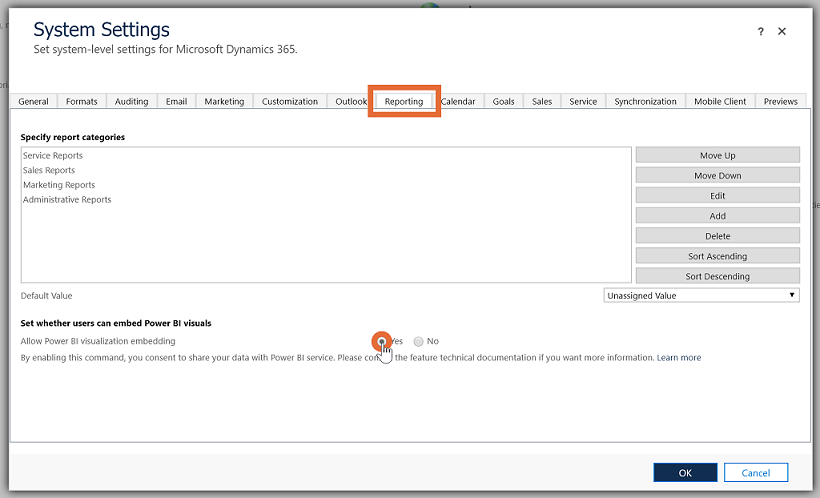 System Settings
Set system-level settings for Microsoft Dynamics 365.
? ✕
General Formats Auditing Email Marketing Customization Outlook Reporting Calendar Goals Sales Service Synchronization Mobile Client Previews
Specify report categories
Service Reports
Sales Reports
Marketing Reports
Administrative Reports
Move Up
Move Down
Edit
Add
Delete
Sort Ascending
Sort Descending
Default Value Unassigned Value
Set whether users can embed Power BI visuals
Allow Power BI visualization embedding Yes No
By enabling this command, you consent to share your data with Power BI service. Please the feature technical documentation if you want more information. Learn more
OK Cancel